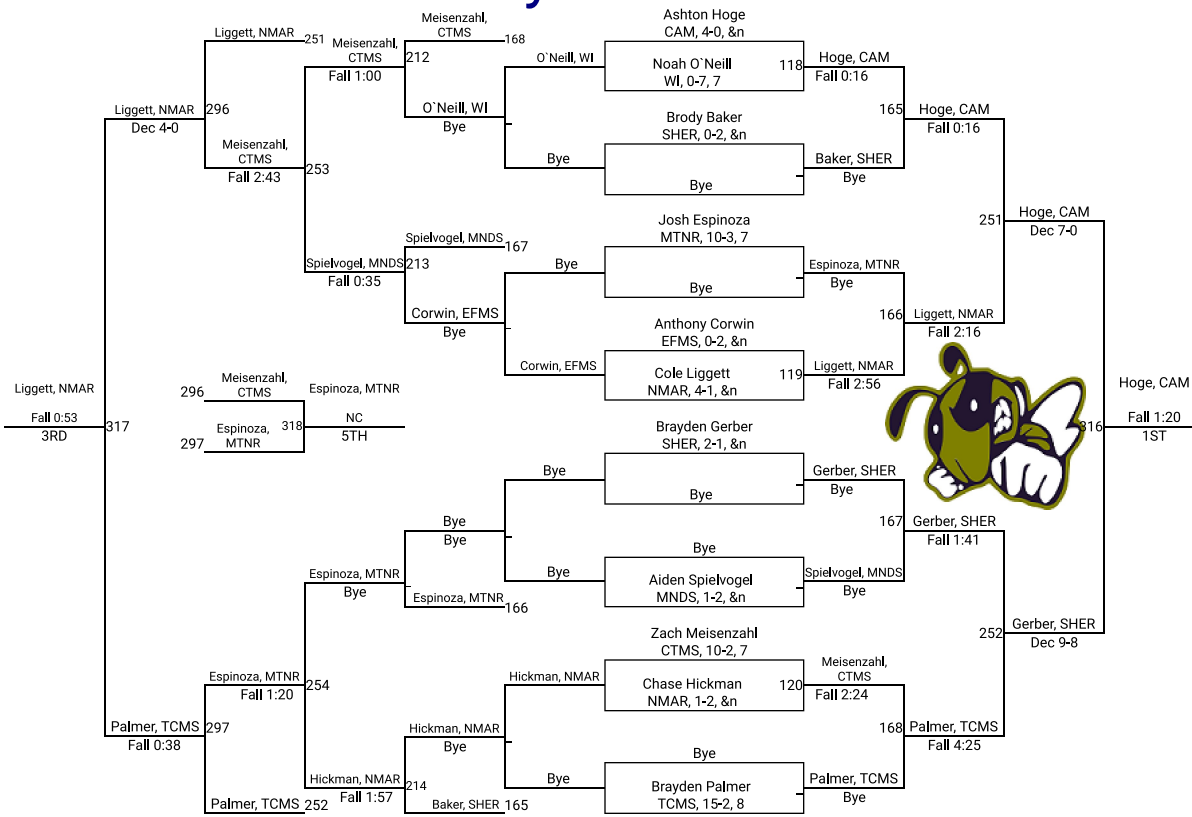 Liggett, NMAR
251
Meisenzahl,
CTMS
Fall 1:00
212
Meisenzahl,
CTMS
168
O`Neill, WI
Ashton Hoge
CAM, 4-0, &n
Noah O`Neill
WI, 0-7, 7
118
Hoge, CAM
Fall 0:16
Liggett, NMAR
Dec 4-0
296
O`Neill, WI
Bye
Brody Baker
SHER, 0-2, &n
165
Hoge, CAM
Fall 0:16
Meisenzahl,
CTMS
Fall 2:43
253
Bye
Bye
Baker, SHER
Bye
Josh Espinoza
MTNR, 10-3, 7
251
Hoge, CAM
Dec 7-0
Spielvogel, MNDS
167
Spielvogel, MNDS
Fall 0:35
213
Bye
Bye
Espinoza, MTNR
Bye
Corwin, EFMS
Bye
Anthony Corwin
EFMS, 0-2, &n
166
Liggett, NMAR
Fall 2:16
Corwin, EFMS
Cole Liggett
NMAR, 4-1, &n
119
Liggett, NMAR
Fall 2:56
Liggett, NMAR
Fall 0:53
3RD
317
296
Meisenzahl,
CTMS
Espinoza, MTNR
297
Espinoza,
MTNR
318
NC
5TH
Hoge, CAM
316
Fall 1:20
1ST
Brayden Gerber
SHER, 2-1, &n
Bye
Bye
Gerber, SHER
Bye
Bye
Bye
Bye
167
Gerber, SHER
Fall 1:41
Espinoza, MTNR
Bye
Bye
Aiden Spielvogel
MNDS, 1-2, &n
Spielvogel, MNDS
Bye
Espinoza, MTNR
166
Zach Meisenzahl
CTMS, 10-2, 7
252
Gerber, SHER
Dec 9-8
Espinoza, MTNR
Fall 1:20
254
Hickman, NMAR
Chase Hickman
NMAR, 1-2, &n
120
Meisenzahl,
CTMS
Fall 2:24
Palmer, TCMS
Fall 0:38
297
Hickman, NMAR
Bye
Bye
168
Palmer, TCMS
Fall 4:25
Hickman, NMAR
Fall 1:57
214
Bye
Brayden Palmer
TCMS, 15-2, 8
Palmer, TCMS
Bye
Palmer, TCMS
252
Baker, SHER
165